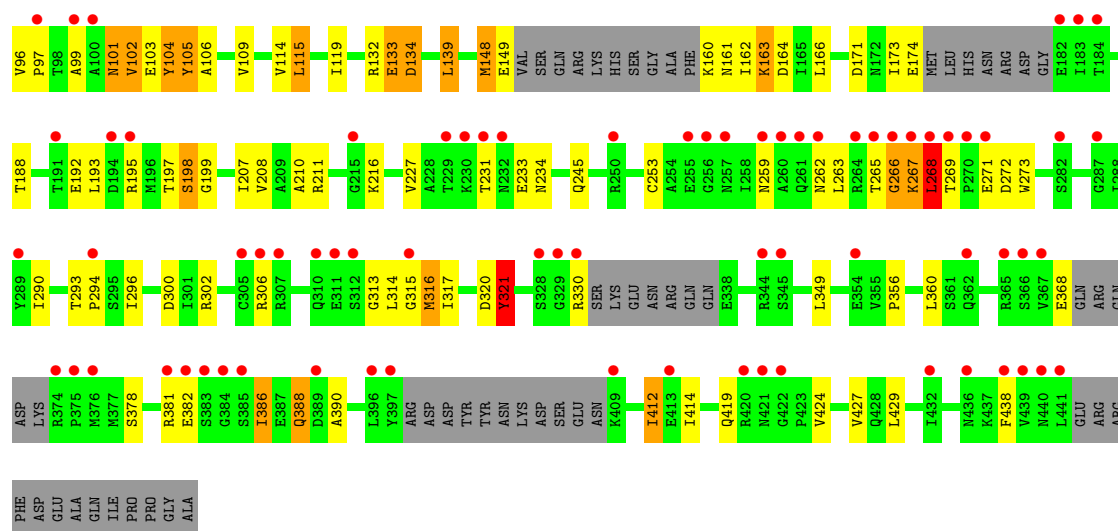 V96 P97 T98 A99 A100 N101 V102 E103 Y104 Y105 A106 V109 V114 L115 I119 R132 E133 D134 L139 M148 E149 VAL SER GLN ARG LYS HIS SER GLY ALA PHE K160 N161 I162 K163 D164 I165 L166 D171 N172 I173 E174 MET LEU HIS ASN ARG ASP GLY E182 I183 T184
T188 T191 E192 L193 D194 R195 M196 T197 S198 G199 I207 V208 A209 A210 R211 G215 K216 V227 A228 T229 K230 T231 N232 E233 N234 Q245 R250 C253 A254 E255 G256 N257 I258 N259 A260 Q261 N262 L263 R264 T265 G266 K267 L268 T269 P270 E271 D272 W273 S282 G287 I288
Y289 I290 T293 P294 S295 I296 D300 I301 R302 C305 R306 R307 Q310 E311 S312 G313 L314 G315 M316 I317 D320 Y321 S328 G329 R330 SER LYS GLU ASN ARG GLN GLN E338 R344 S345 L349 E354 V355 P356 L360 S361 Q362 R365 S366 V367 E368 GLN ARG GLN
ASP LYS R374 P375 M376 M377 S378 R381 E382 S383 G384 S385 I386 E387 Q388 D389 A390 L396 Y397 ARG ASP ASP TYR TYR ASN LYS ASP SER GLU ASN K409 I412 E413 I414 Q419 R420 N421 G422 P423 V424 V427 Q428 L429 I432 N436 K437 F438 V439 N440 L441 GLU ARG ARG
PHE ASP GLU ALA GLN ILE PRO PRO GLY ALA